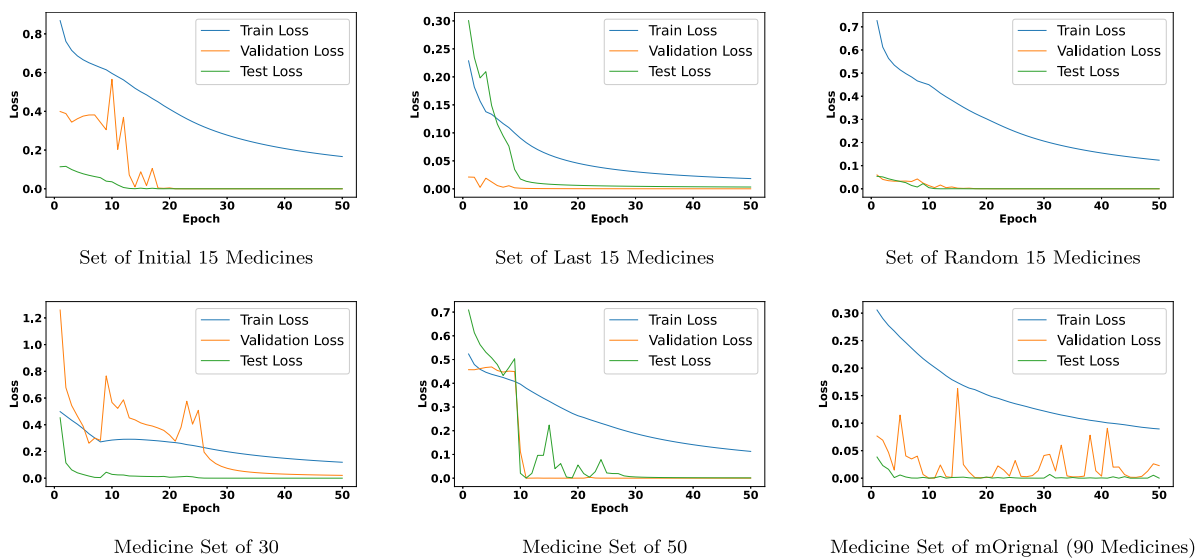 Train Loss
Validation Loss
Test Loss
Loss
0.8
0.6
0.4
0.2
0.0
0 10 20 30 40 50
Epoch
Set of Initial 15 Medicines
Train Loss
Validation Loss
Test Loss
Loss
0.30
0.25
0.20
0.15
0.10
0.05
0.00
0 10 20 30 40 50
Epoch
Set of Last 15 Medicines
Train Loss
Validation Loss
Test Loss
Loss
0.7
0.6
0.5
0.4
0.3
0.2
0.1
0.0
0 10 20 30 40 50
Epoch
Set of Random 15 Medicines
Train Loss
Validation Loss
Test Loss
Loss
1.2
1.0
0.8
0.6
0.4
0.2
0.0
0 10 20 30 40 50
Epoch
Medicine Set of 30
Train Loss
Validation Loss
Test Loss
Loss
0.7
0.6
0.5
0.4
0.3
0.2
0.1
0.0
0 10 20 30 40 50
Epoch
Medicine Set of 50
Train Loss
Validation Loss
Test Loss
Loss
0.30
0.25
0.20
0.15
0.10
0.05
0.00
0 10 20 30 40 50
Epoch
Medicine Set of mOrignal (90 Medicines)